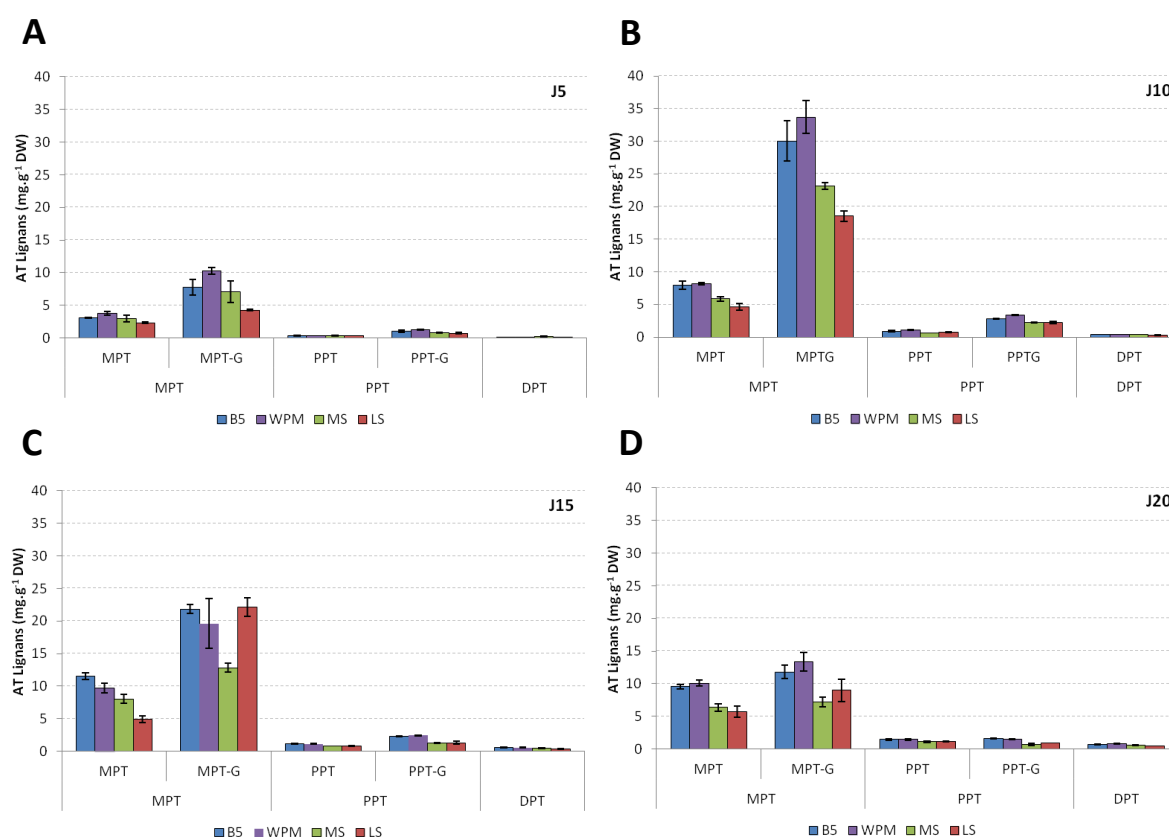 A
AT Lignans (mg.g⁻¹ DW)
40
35
30
25
20
15
10
5
0
J5
MPT MPT-G PPT PPT-G
MPT PPT DPT
B5 WPM MS LS
B
AT Lignans (mg.g⁻¹ DW)
40
35
30
25
20
15
10
5
0
J10
MPT MPTG PPT PPTG DPT
MPT PPT DPT
B5 WPM MS LS
C
AT Lignans (mg.g⁻¹ DW)
40
35
30
25
20
15
10
5
0
J15
MPT MPT-G PPT PPT-G
MPT PPT DPT
B5 WPM MS LS
D
AT Lignans (mg.g⁻¹ DW)
40
35
30
25
20
15
10
5
0
J20
MPT MPT-G PPT PPT-G
MPT PPT DPT
B5 WPM MS LS